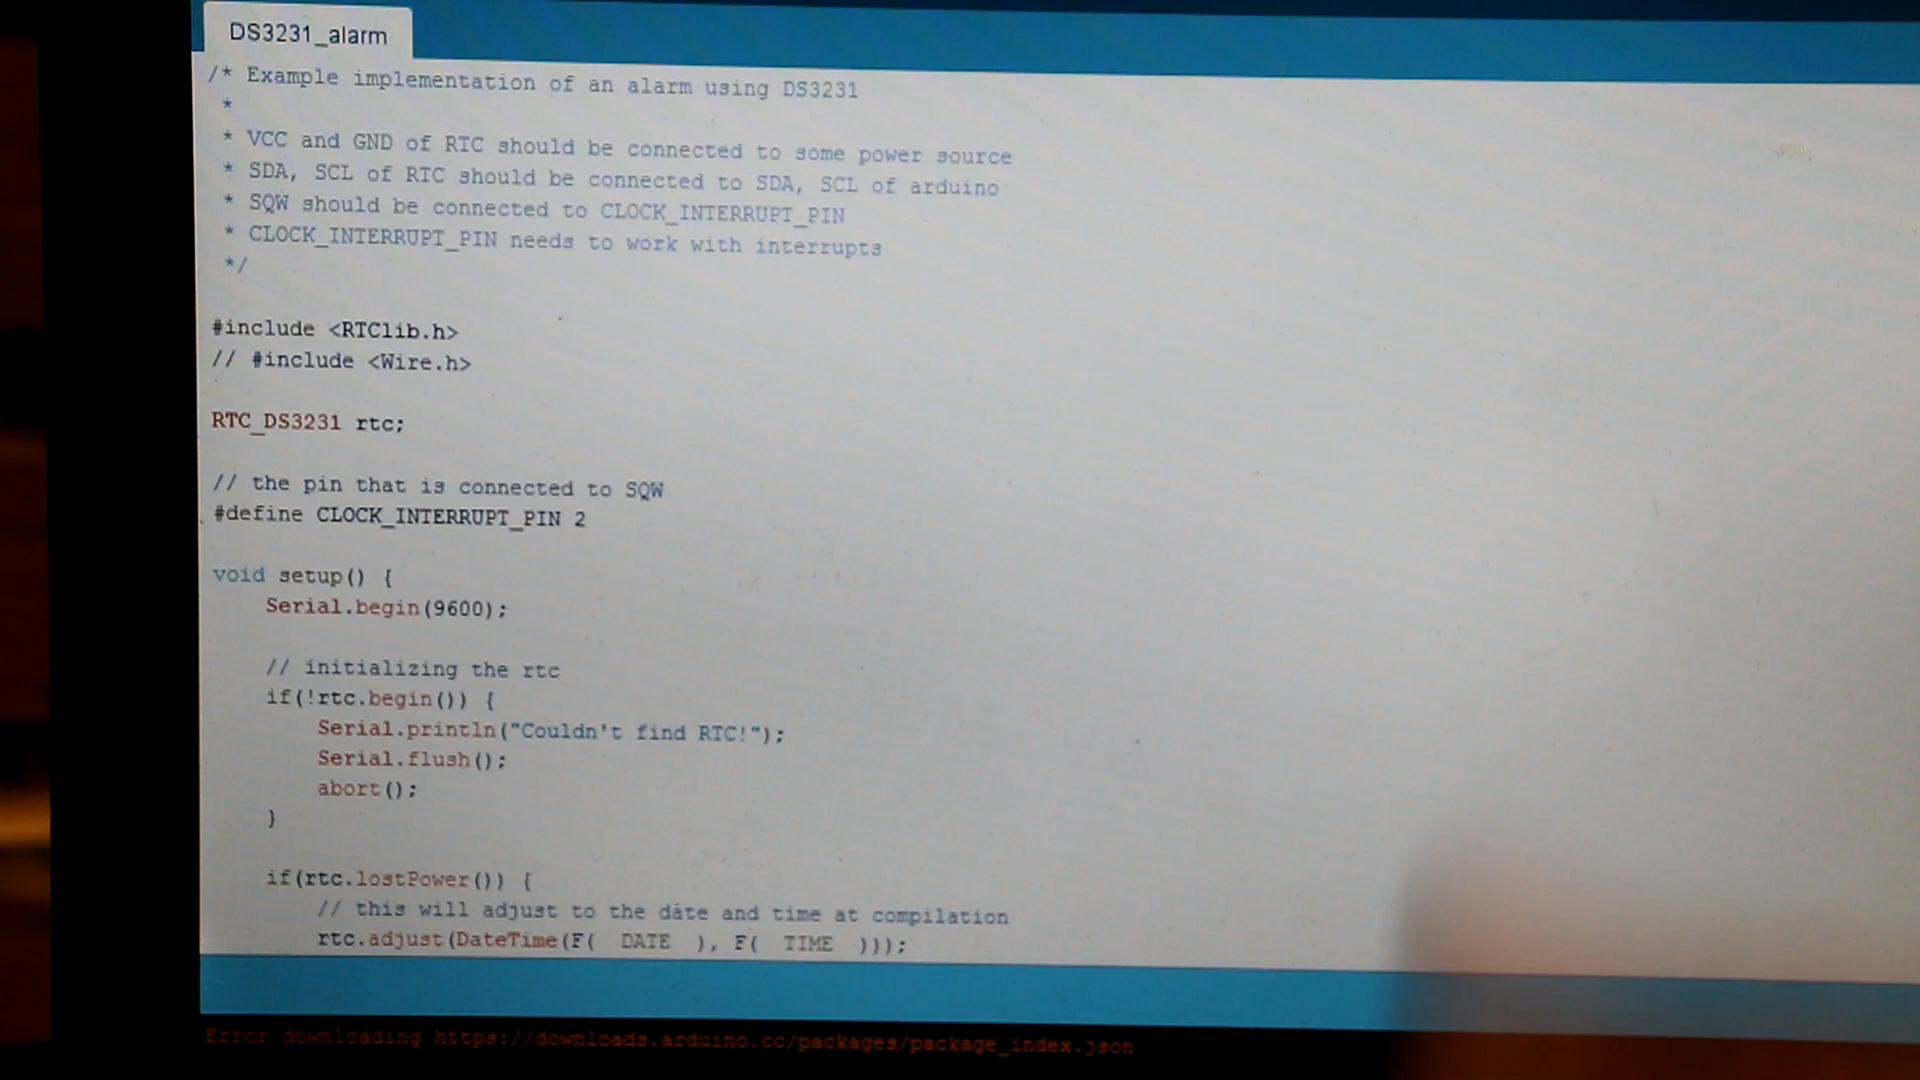 DS3231_alarm
/* Example implementation of an alarm using DS3231
 *
 * VCC and GND of RTC should be connected to some power source
 * SDA, SCL of RTC should be connected to SDA, SCL of arduino
 * SQW should be connected to CLOCK_INTERRUPT_PIN
 * CLOCK_INTERRUPT_PIN needs to work with interrupts
 */
#include <RTClib.h>
// #include <Wire.h>
RTC_DS3231 rtc;
// the pin that is connected to SQW
#define CLOCK_INTERRUPT_PIN 2
void setup() {
    Serial.begin(9600);
    // initializing the rtc
    if(!rtc.begin()) {
        Serial.println("Couldn't find RTC!");
        Serial.flush();
        abort();
    }
    if(rtc.lostPower()) {
        // this will adjust to the date and time at compilation
        rtc.adjust(DateTime(F(__DATE__), F(__TIME__)));
Error downloading https://downloads.arduino.cc/packages/package_index.json